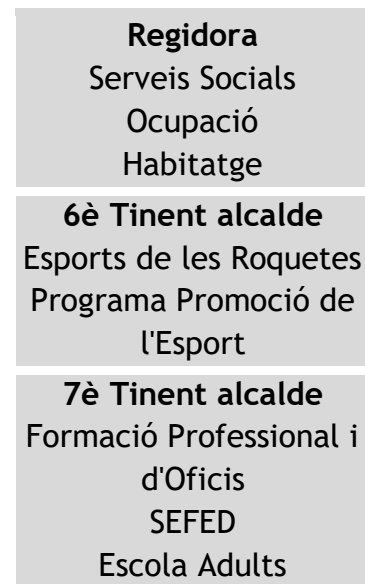 Regidora
Serveis Socials
Ocupació
Habitatge
6è Tinent alcalde
Esports de les Roquetes
Programa Promoció de
l'Esport
7è Tinent alcalde
Formació Professional i
d'Oficis
SEFED
Escola Adults